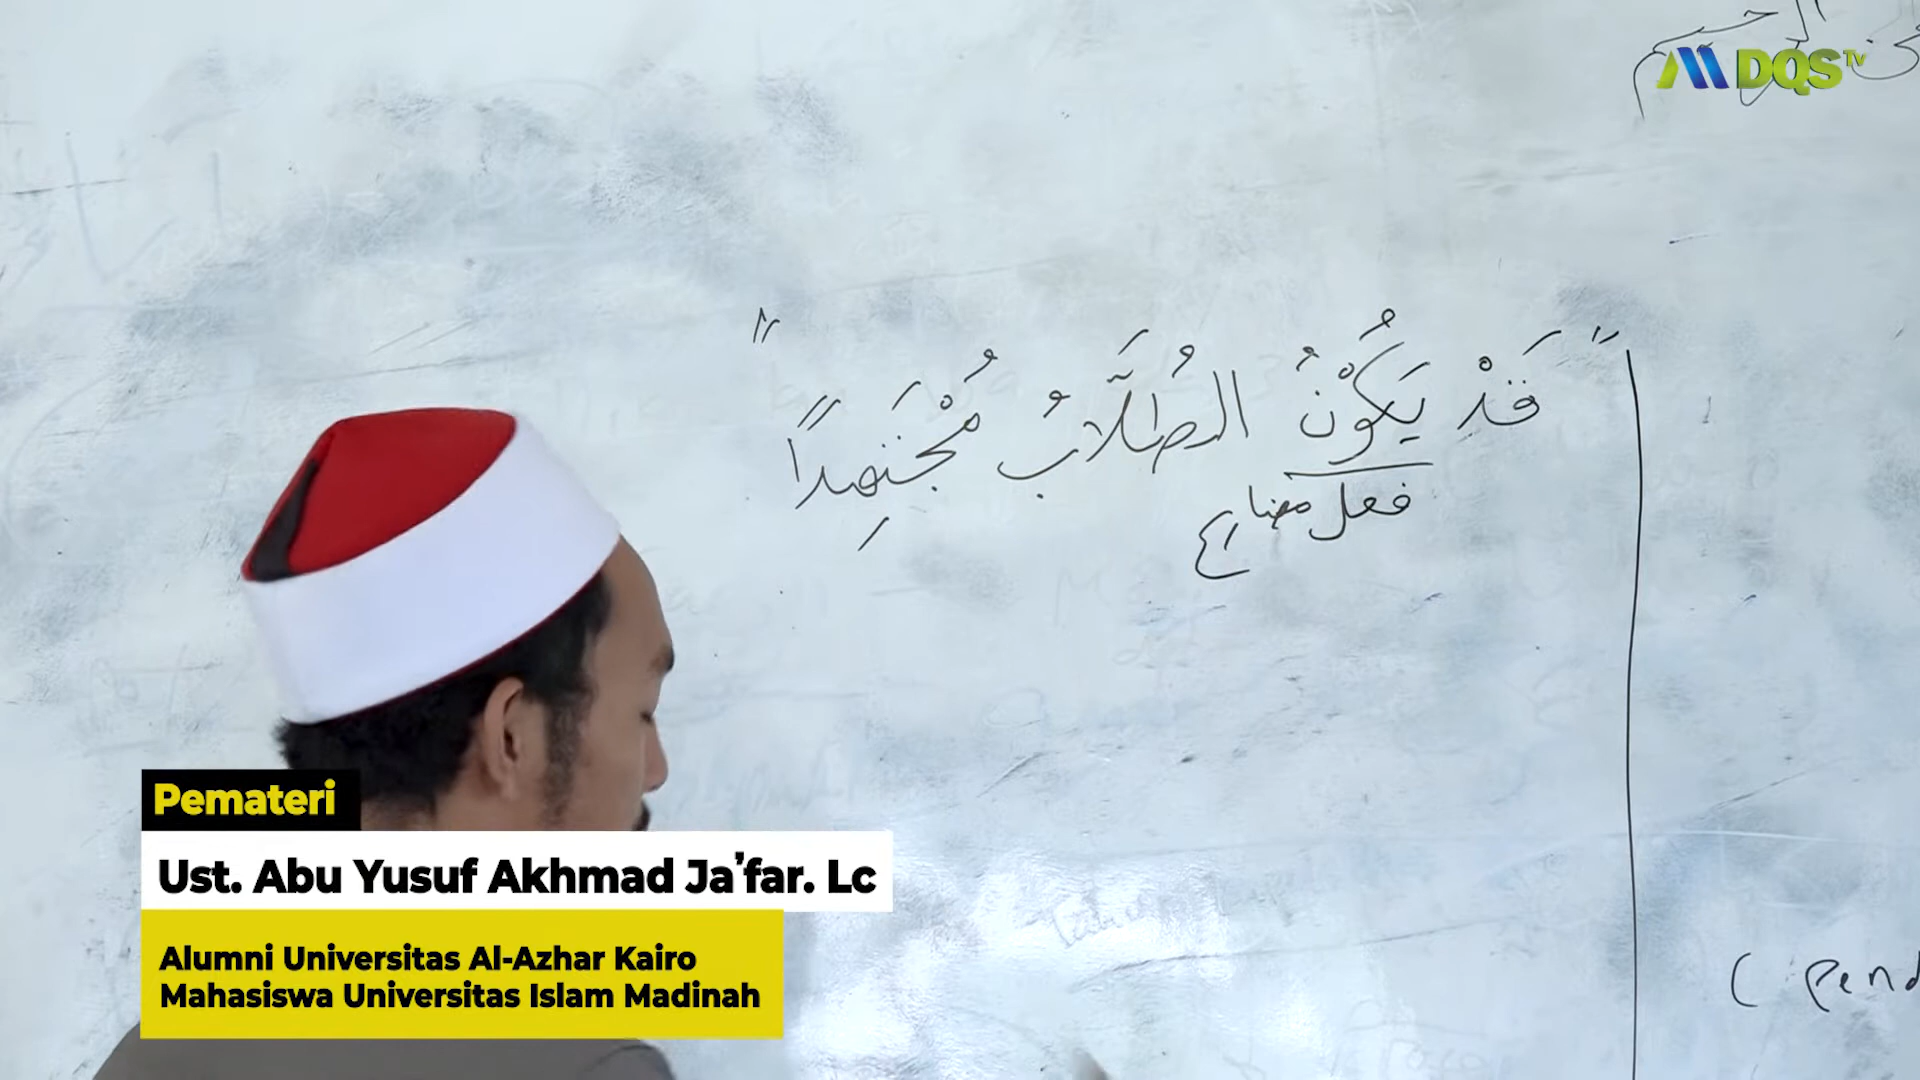 DQS TV
" قَدْ يَكُوْنُ الطُلَّابُ مُجْتَهِدًا "
فعل مضارع
( pend
Pemateri
Ust. Abu Yusuf Akhmad Ja'far. Lc
Alumni Universitas Al-Azhar Kairo
Mahasiswa Universitas Islam Madinah